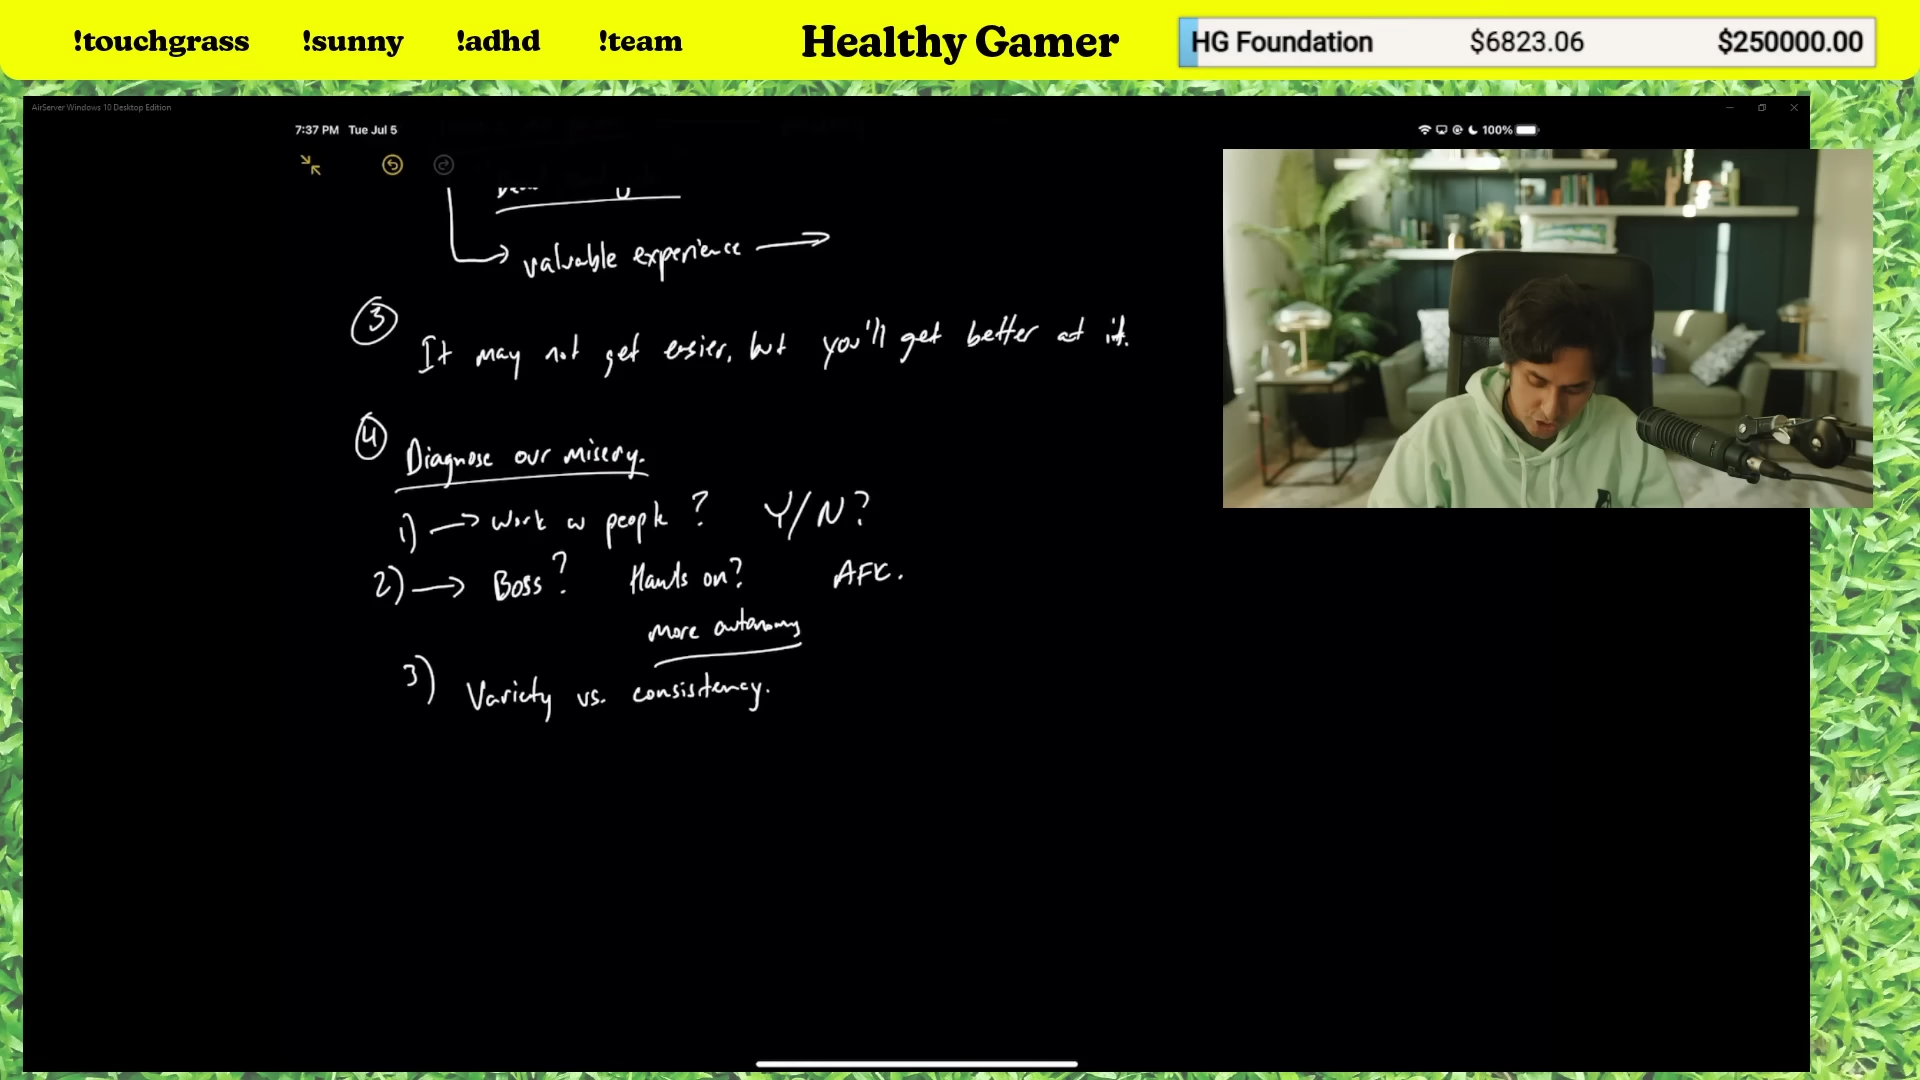 !touchgrass !sunny !adhd !team Healthy Gamer HG Foundation $6823.06 $250000.00
AirServer Windows 10 Desktop Edition
7:37 PM Tue Jul 5 100%
valuable experience
3
It may not get easier, but you'll get better at it.
4
Diagnose our misery.
1) → work w people? Y/N?
2) → Boss? Hands on? AFK.
more autonomy
3) Variety vs. consistency.